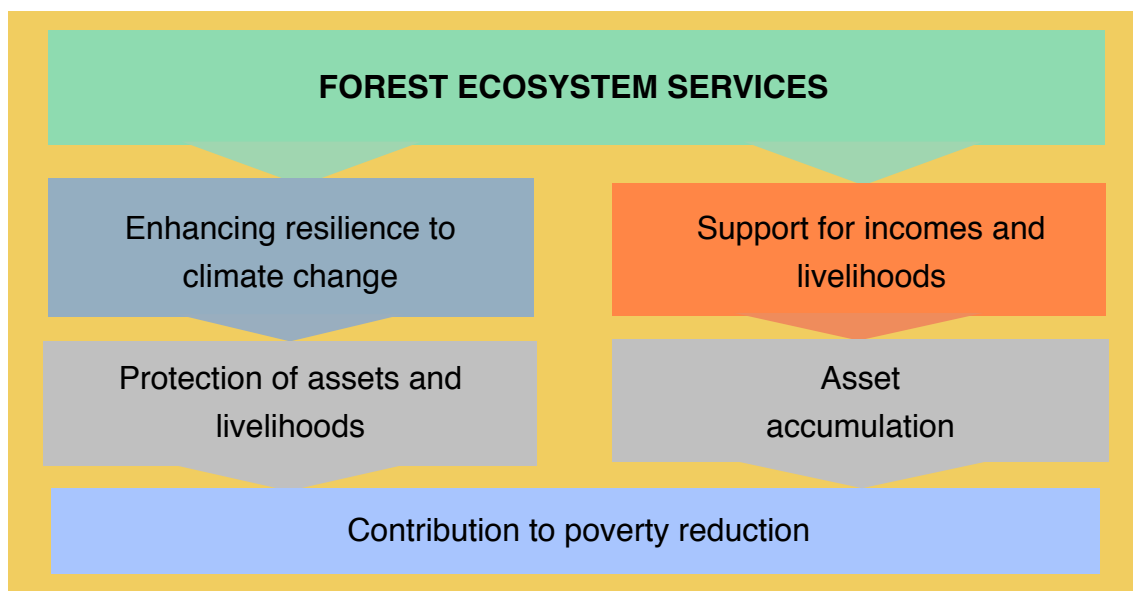 FOREST ECOSYSTEM SERVICES
Enhancing resilience to
climate change
Support for incomes and
livelihoods
Protection of assets and
livelihoods
Asset
accumulation
Contribution to poverty reduction